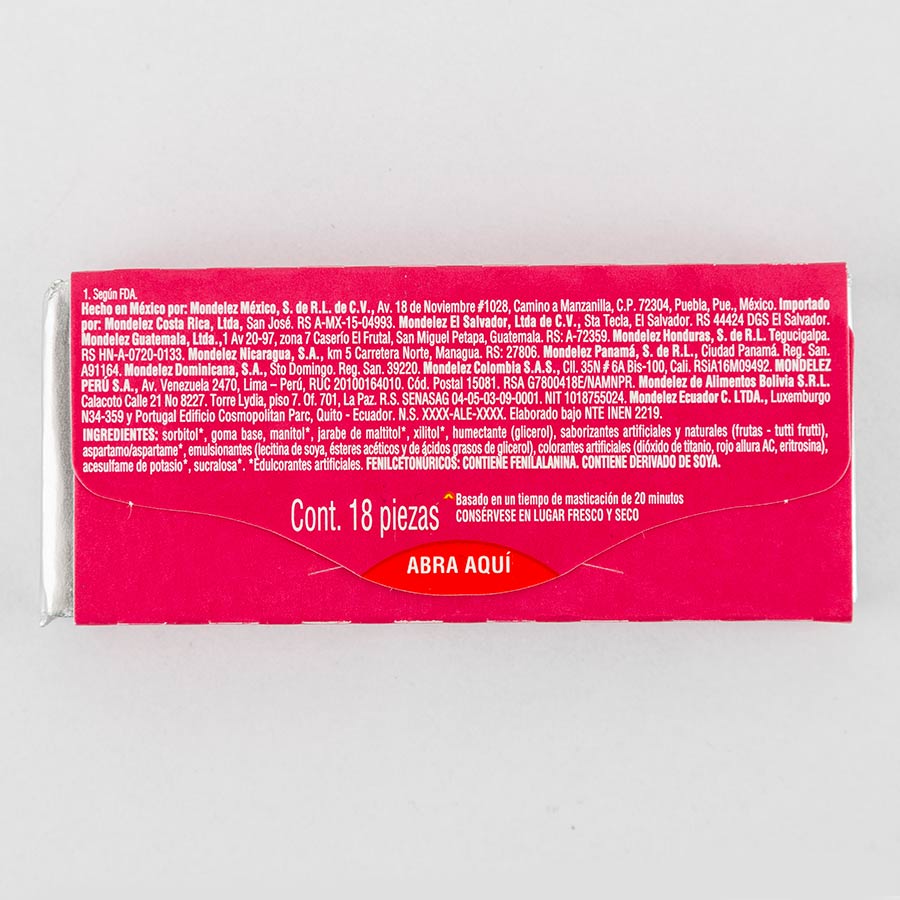 1. Según FDA.
Hecho en México por: Mondelez México, S. de R.L. de C.V., Av. 18 de Noviembre #1028, Camino a Manzanilla, C.P. 72304, Puebla, Pue., México. Importado
por: Mondelez Costa Rica, Ltda, San José. RS A-MX-15-04993. Mondelez El Salvador, Ltda de C.V., Sta Tecla, El Salvador. RS 44424 DGS El Salvador.
Mondelez Guatemala, Ltda.,1 Av 20-97, zona 7 Caserío El Frutal, San Miguel Petapa, Guatemala. RS: A-72359. Mondelez Honduras, S. de R.L. Tegucigalpa.
RS HN-A-0720-0133. Mondelez Nicaragua, S.A., km 5 Carretera Norte, Managua. RS: 27806. Mondelez Panamá, S. de R.L., Ciudad Panamá. Reg. San.
A91164. Mondelez Dominicana, S.A., Sto Domingo. Reg. San. 39220. Mondelez Colombia S.A.S., Cll. 35N # 6A Bis-100, Cali. RSiA16M09492. MONDELEZ
PERÚ S.A., Av. Venezuela 2470, Lima – Perú, RUC 20100164010. Cód. Postal 15081. RSA G7800418E/NAMNPR. Mondelez de Alimentos Bolivia S.R.L.
Calacoto Calle 21 No 8227. Torre Lydia, piso 7. Of. 701, La Paz. R.S. SENASAG 04-05-03-09-0001. NIT 1018755024. Mondelez Ecuador C. LTDA., Luxemburgo
N34-359 y Portugal Edificio Cosmopolitan Parc, Quito - Ecuador. N.S. XXXX-ALE-XXXX. Elaborado bajo NTE INEN 2219.
INGREDIENTES: sorbitol*, goma base, manitol*, jarabe de maltitol*, xilitol*, humectante (glicerol), saborizantes artificiales y naturales (frutas - tutti frutti),
aspartamo/aspartame*, emulsionantes (lecitina de soya, ésteres acéticos y de ácidos grasos de glicerol), colorantes artificiales (dióxido de titanio, rojo allura AC, eritrosina),
acesulfame de potasio*, sucralosa*. *Edulcorantes artificiales. FENILCETONÚRICOS: CONTIENE FENILALANINA. CONTIENE DERIVADO DE SOYA.
Cont. 18 piezas
^Basado en un tiempo de masticación de 20 minutos
CONSÉRVESE EN LUGAR FRESCO Y SECO
ABRA AQUÍ